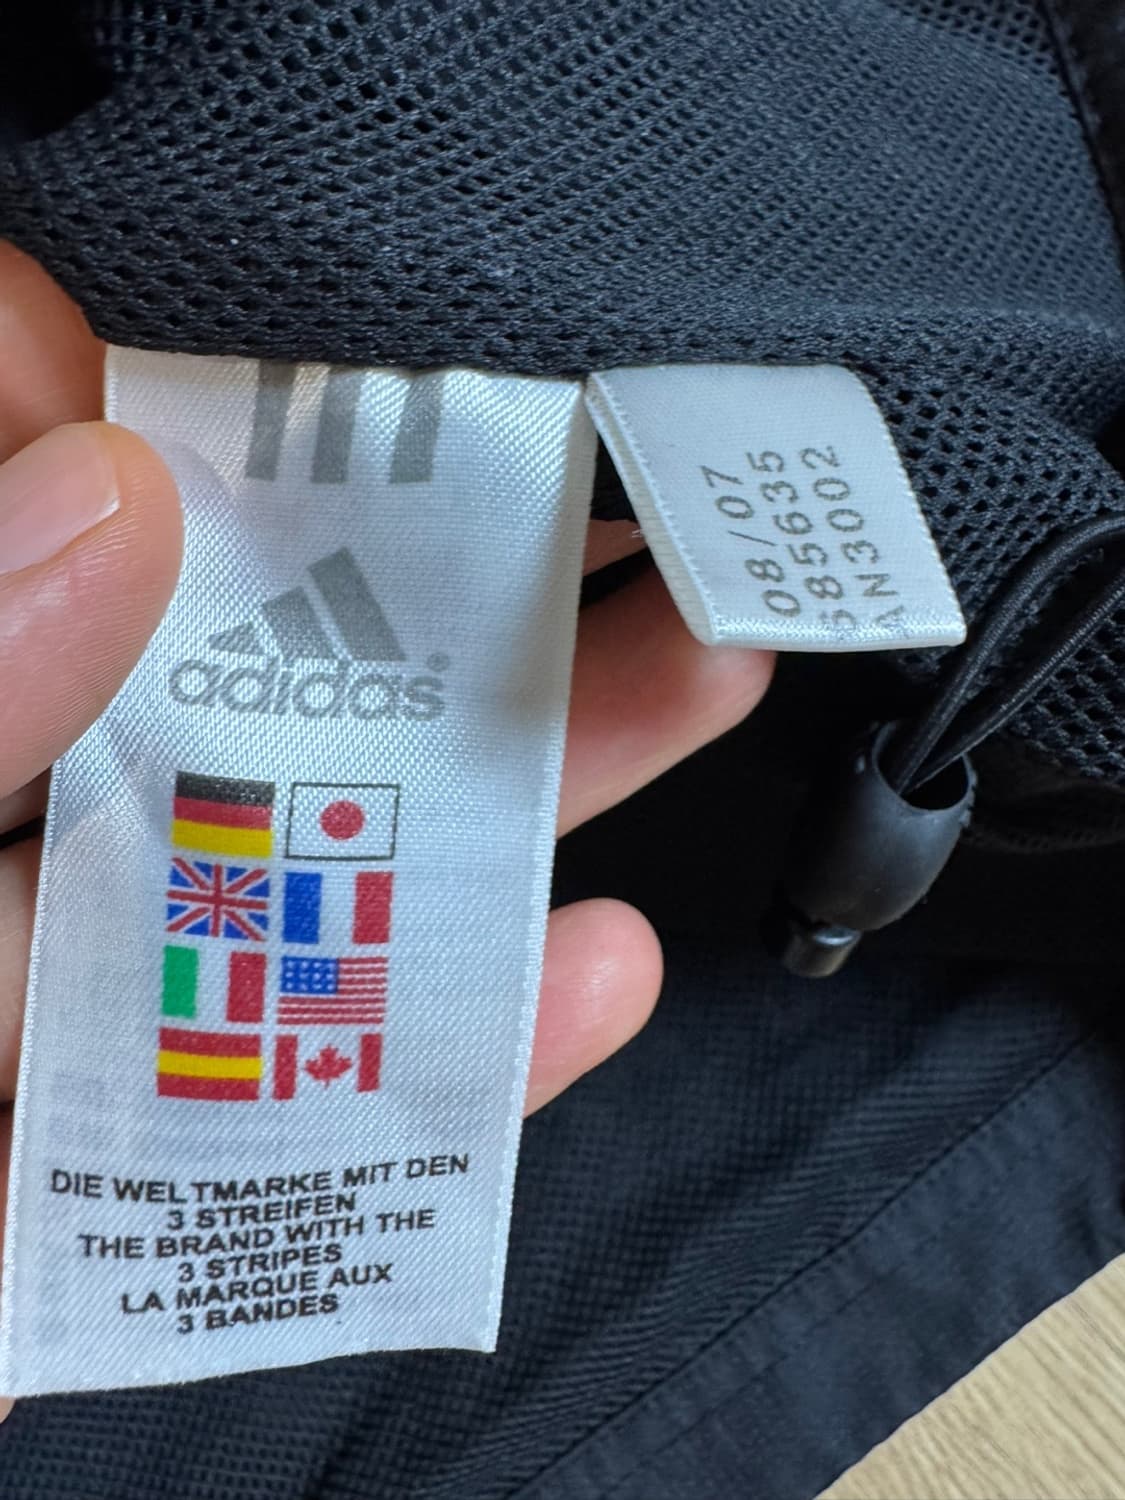 adidas®
DIE WELTMARKE MIT DEN
3 STREIFEN
THE BRAND WITH THE
3 STRIPES
LA MARQUE AUX
3 BANDES
08/07
585635
AN3002